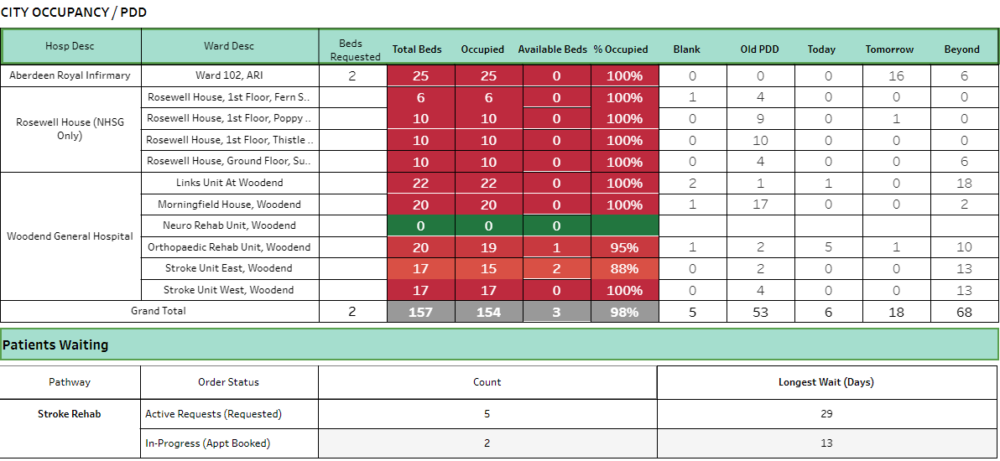 CITY OCCUPANCY / PDD
Hosp Desc Ward Desc Beds Requested Total Beds Occupied Available Beds % Occupied Blank Old PDD Today Tomorrow Beyond
Aberdeen Royal Infirmary Ward 102, ARI 2 25 25 0 100% 0 0 0 16 6
Rosewell House (NHSG Only) Rosewell House, 1st Floor, Fern S.. 6 6 0 100% 1 4 0 0 0
Rosewell House, 1st Floor, Poppy .. 10 10 0 100% 0 9 0 1 0
Rosewell House, 1st Floor, Thistle .. 10 10 0 100% 0 10 0 0 0
Rosewell House, Ground Floor, Su.. 10 10 0 100% 0 4 0 0 6
Woodend General Hospital Links Unit At Woodend 22 22 0 100% 2 1 1 0 18
Morningfield House, Woodend 20 20 0 100% 1 17 0 0 2
Neuro Rehab Unit, Woodend 0 0 0
Orthopaedic Rehab Unit, Woodend 20 19 1 95% 1 2 5 1 10
Stroke Unit East, Woodend 17 15 2 88% 0 2 0 0 13
Stroke Unit West, Woodend 17 17 0 100% 0 4 0 0 13
Grand Total 2 157 154 3 98% 5 53 6 18 68
Patients Waiting
Pathway Order Status Count Longest Wait (Days)
Stroke Rehab Active Requests (Requested) 5 29
In-Progress (Appt Booked) 2 13